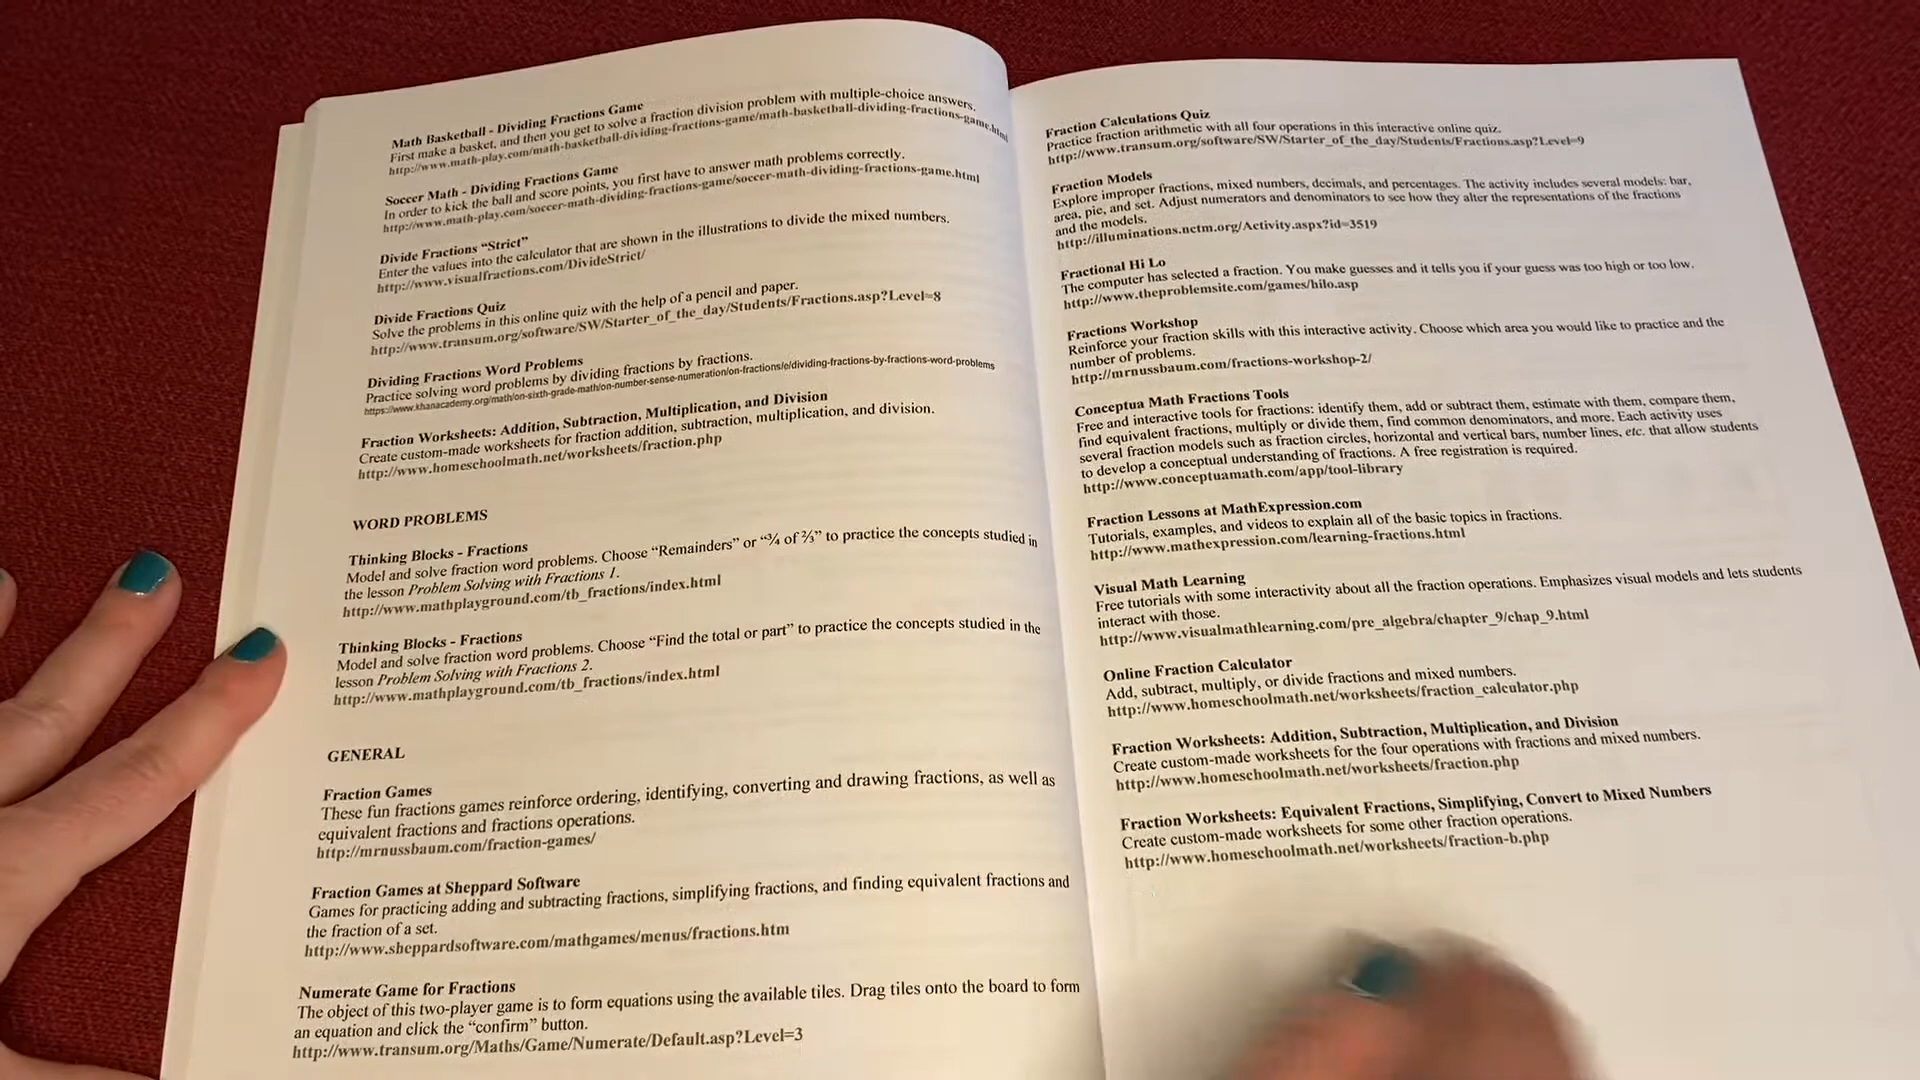 Math Basketball - Dividing Fractions Game
First make a basket, and then you get to solve a fraction division problem with multiple-choice answers.
http://www.math-play.com/math-basketball-dividing-fractions-game/math-basketball-dividing-fractions-game.html
Soccer Math - Dividing Fractions Game
In order to kick the ball and score points, you first have to answer math problems correctly.
http://www.math-play.com/soccer-math-dividing-fractions-game/soccer-math-dividing-fractions-game.html
Divide Fractions “Strict”
Enter the values into the calculator that are shown in the illustrations to divide the mixed numbers.
http://www.visualfractions.com/DivideStrict/
Divide Fractions Quiz
Solve the problems in this online quiz with the help of a pencil and paper.
http://www.transum.org/software/SW/Starter_of_the_day/Students/Fractions.asp?Level=8
Dividing Fractions Word Problems
Practice solving word problems by dividing fractions by fractions.
https://www.khanacademy.org/math/on-sixth-grade-math/on-number-sense-numeration/on-fractions/e/dividing-fractions-by-fractions-word-problems
Fraction Worksheets: Addition, Subtraction, Multiplication, and Division
Create custom-made worksheets for fraction addition, subtraction, multiplication, and division.
http://www.homeschoolmath.net/worksheets/fraction.php
WORD PROBLEMS
Thinking Blocks - Fractions
Model and solve fraction word problems. Choose “Remainders” or “¾ of ⅔” to practice the concepts studied in
the lesson Problem Solving with Fractions 1.
http://www.mathplayground.com/tb_fractions/index.html
Thinking Blocks - Fractions
Model and solve fraction word problems. Choose “Find the total or part” to practice the concepts studied in the
lesson Problem Solving with Fractions 2.
http://www.mathplayground.com/tb_fractions/index.html
GENERAL
Fraction Games
These fun fractions games reinforce ordering, identifying, converting and drawing fractions, as well as
equivalent fractions and fractions operations.
http://mrnussbaum.com/fraction-games/
Fraction Games at Sheppard Software
Games for practicing adding and subtracting fractions, simplifying fractions, and finding equivalent fractions and
the fraction of a set.
http://www.sheppardsoftware.com/mathgames/menus/fractions.htm
Numerate Game for Fractions
The object of this two-player game is to form equations using the available tiles. Drag tiles onto the board to form
an equation and click the “confirm” button.
http://www.transum.org/Maths/Game/Numerate/Default.asp?Level=3
Fraction Calculations Quiz
Practice fraction arithmetic with all four operations in this interactive online quiz.
http://www.transum.org/software/SW/Starter_of_the_day/Students/Fractions.asp?Level=9
Fraction Models
Explore improper fractions, mixed numbers, decimals, and percentages. The activity includes several models: bar,
area, pie, and set. Adjust numerators and denominators to see how they alter the representations of the fractions
and the models.
http://illuminations.nctm.org/Activity.aspx?id=3519
Fractional Hi Lo
The computer has selected a fraction. You make guesses and it tells you if your guess was too high or too low.
http://www.theproblemsite.com/games/hilo.asp
Fractions Workshop
Reinforce your fraction skills with this interactive activity. Choose which area you would like to practice and the
number of problems.
http://mrnussbaum.com/fractions-workshop-2/
Conceptua Math Fractions Tools
Free and interactive tools for fractions: identify them, add or subtract them, estimate with them, compare them,
find equivalent fractions, multiply or divide them, find common denominators, and more. Each activity uses
several fraction models such as fraction circles, horizontal and vertical bars, number lines, etc. that allow students
to develop a conceptual understanding of fractions. A free registration is required.
http://www.conceptuamath.com/app/tool-library
Fraction Lessons at MathExpression.com
Tutorials, examples, and videos to explain all of the basic topics in fractions.
http://www.mathexpression.com/learning-fractions.html
Visual Math Learning
Free tutorials with some interactivity about all the fraction operations. Emphasizes visual models and lets students
interact with those.
http://www.visualmathlearning.com/pre_algebra/chapter_9/chap_9.html
Online Fraction Calculator
Add, subtract, multiply, or divide fractions and mixed numbers.
http://www.homeschoolmath.net/worksheets/fraction_calculator.php
Fraction Worksheets: Addition, Subtraction, Multiplication, and Division
Create custom-made worksheets for the four operations with fractions and mixed numbers.
http://www.homeschoolmath.net/worksheets/fraction.php
Fraction Worksheets: Equivalent Fractions, Simplifying, Convert to Mixed Numbers
Create custom-made worksheets for some other fraction operations.
http://www.homeschoolmath.net/worksheets/fraction-b.php